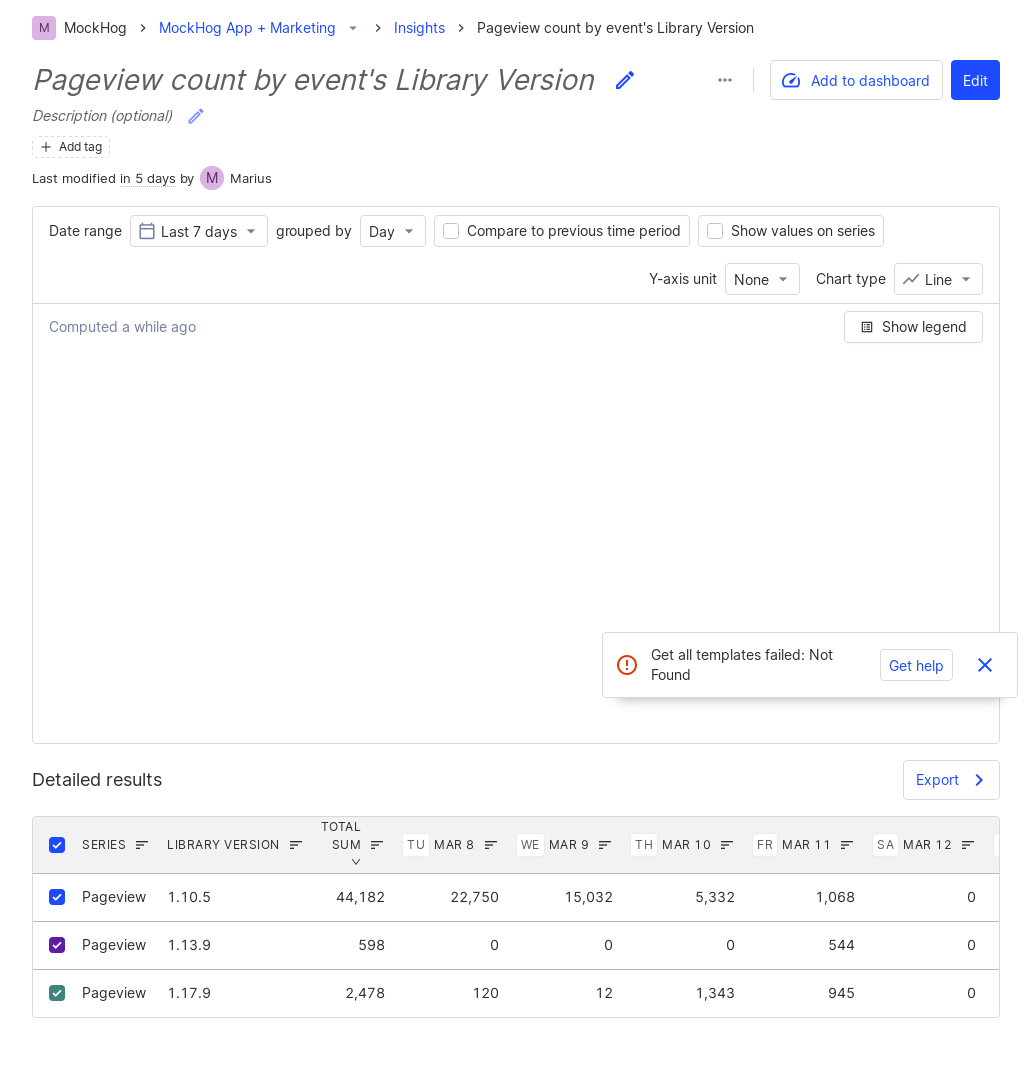 M MockHog MockHog App + Marketing Insights Pageview count by event's Library Version
Pageview count by event's Library Version
Add to dashboard
Edit
Description (optional)
Add tag
Last modified in 5 days by M Marius
Date range Last 7 days grouped by Day Compare to previous time period Show values on series
Y-axis unit None Chart type Line
Computed a while ago
Show legend
Get all templates failed: Not
Found
Get help
Detailed results
Export
SERIES LIBRARY VERSION TOTAL
SUM TU MAR 8 WE MAR 9 TH MAR 10 FR MAR 11 SA MAR 12
Pageview 1.10.5 44,182 22,750 15,032 5,332 1,068 0
Pageview 1.13.9 598 0 0 0 544 0
Pageview 1.17.9 2,478 120 12 1,343 945 0